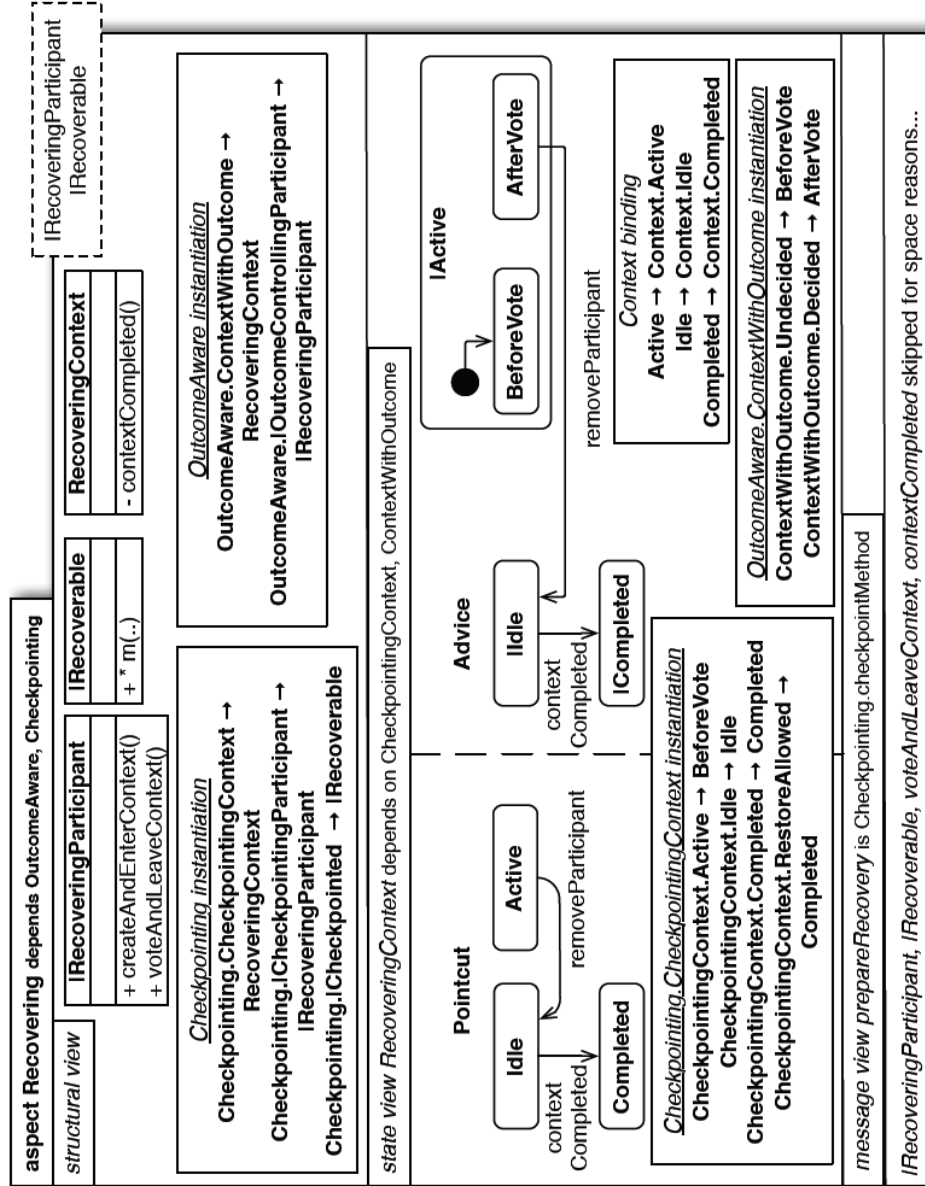 aspect Recovering depends OutcomeAware, Checkpointing
IRecoveringParticipant
IRecoverable
structural view
IRecoveringParticipant
+ createAndEnterContext()
+ voteAndLeaveContext()
IRecoverable
+ * m(..)
RecoveringContext
- contextCompleted()
Checkpointing instantiation
Checkpointing.CheckpointingContext →
RecoveringContext
Checkpointing.ICheckpointingParticipant →
IRecoveringParticipant
Checkpointing.ICheckpointed → IRecoverable
OutcomeAware instantiation
OutcomeAware.ContextWithOutcome →
RecoveringContext
OutcomeAware.IOutcomeControllingParticipant →
IRecoveringParticipant
state view RecoveringContext depends on CheckpointingContext, ContextWithOutcome
Pointcut
Idle
Active
removeParticipant
context
Completed
Completed
Advice
IIdle
context
Completed
ICompleted
IActive
BeforeVote
AfterVote
removeParticipant
Checkpointing.CheckpointingContext instantiation
CheckpointingContext.Active → BeforeVote
CheckpointingContext.Idle → Idle
CheckpointingContext.Completed → Completed
CheckpointingContext.RestoreAllowed →
Completed
Context binding
Active → Context.Active
Idle → Context.Idle
Completed → Context.Completed
OutcomeAware.ContextWithOutcome instantiation
ContextWithOutcome.Undecided → BeforeVote
ContextWithOutcome.Decided → AfterVote
message view prepareRecovery is Checkpointing.checkpointMethod
IRecoveringParticipant, IRecoverable, voteAndLeaveContext, contextCompleted skipped for space reasons...